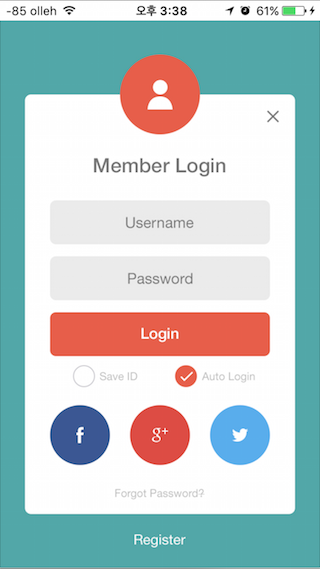 -85 olleh 오후 3:38 61%
Member Login
Username
Password
Login
Save ID Auto Login
f g+
Forgot Password?
Register